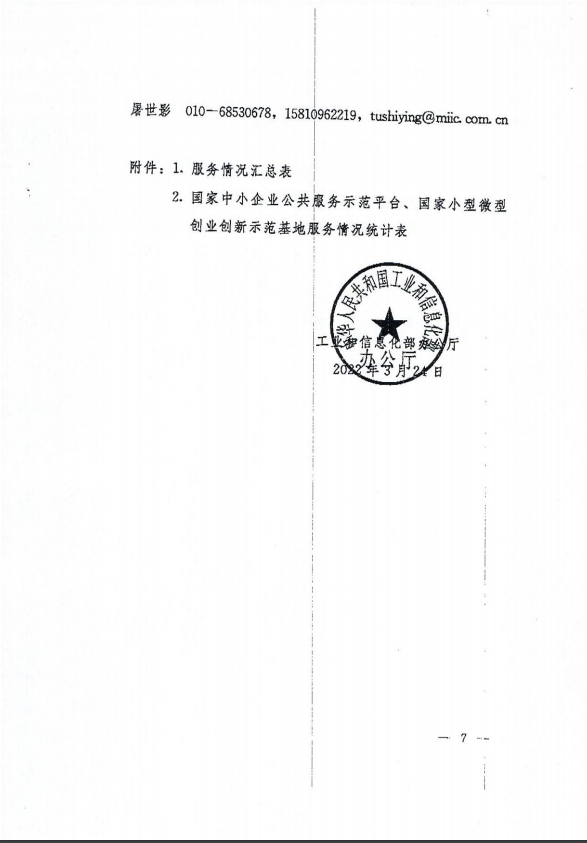 屠世影 010--68530678，15810962219，tushiying@miic.com.cn
附件：1. 服务情况汇总表
2. 国家中小企业公共服务示范平台、国家小型微型
创业创新示范基地服务情况统计表
中华人民共和国工业和信息化部
工业和信息化部办公厅
办公厅
2022年3月24日
— 7 --